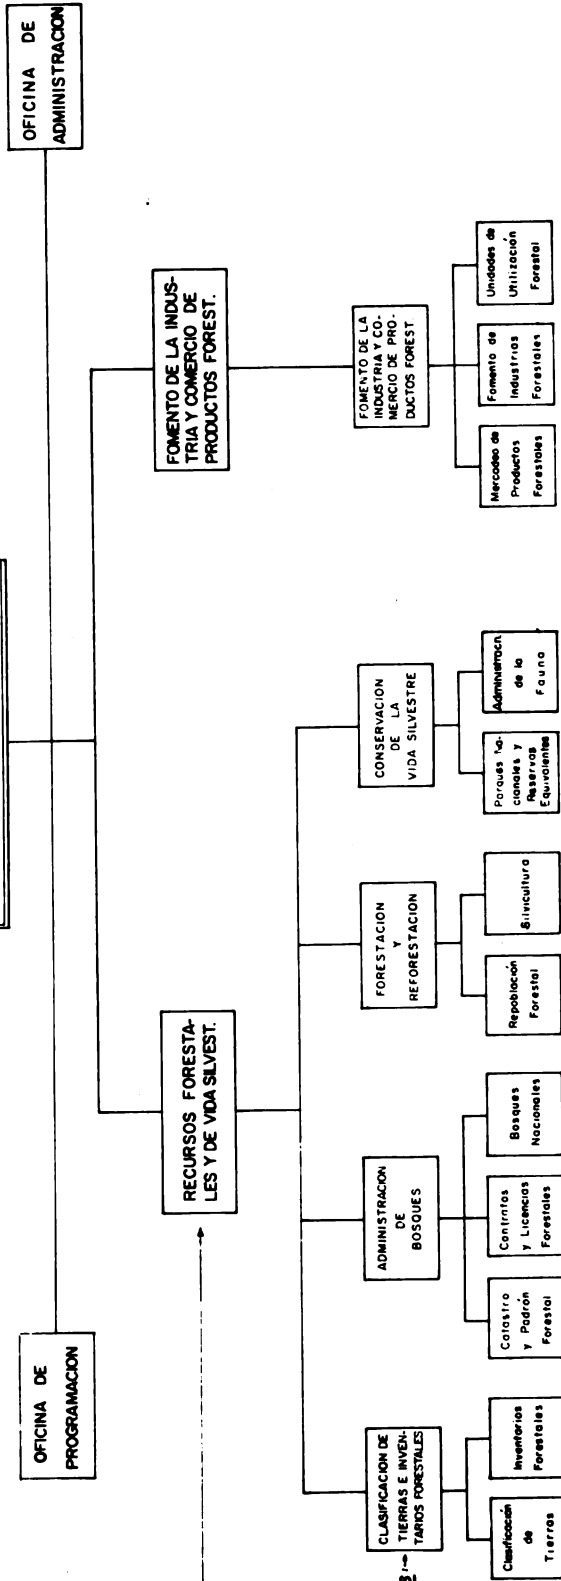 OFICINA DE
PROGRAMACION
OFICINA DE
ADMINISTRACION
RECURSOS FORESTA-
LES Y DE VIDA SILVEST.
FOMENTO DE LA INDUS-
TRIA Y COMERCIO DE
PRODUCTOS FOREST.
CLASIFICACION DE
TIERRAS E INVEN-
TARIOS FORESTALES
ADMINISTRACION
DE
BOSQUES
FORESTACION
Y
REFORESTACION
CONSERVACION
DE LA
VIDA SILVESTRE
FOMENTO DE LA
INDUSTRIA Y CO-
MERCIO DE PRO-
DUCTOS FOREST.
Clasificación
de
Tierras
Inventarios
Forestales
Catastro
y Padrón
Forestal
Contratos
y Licencias
Forestales
Bosques
Nacionales
Repoblación
Forestal
Silvicultura
Parques Na-
cionales y
Reservas
Equivalentes
Administracn.
de la
Fauna
Mercadeo de
Productos
Forestales
Fomento de
Industrias
Forestales
Unidades de
Utilización
Forestal